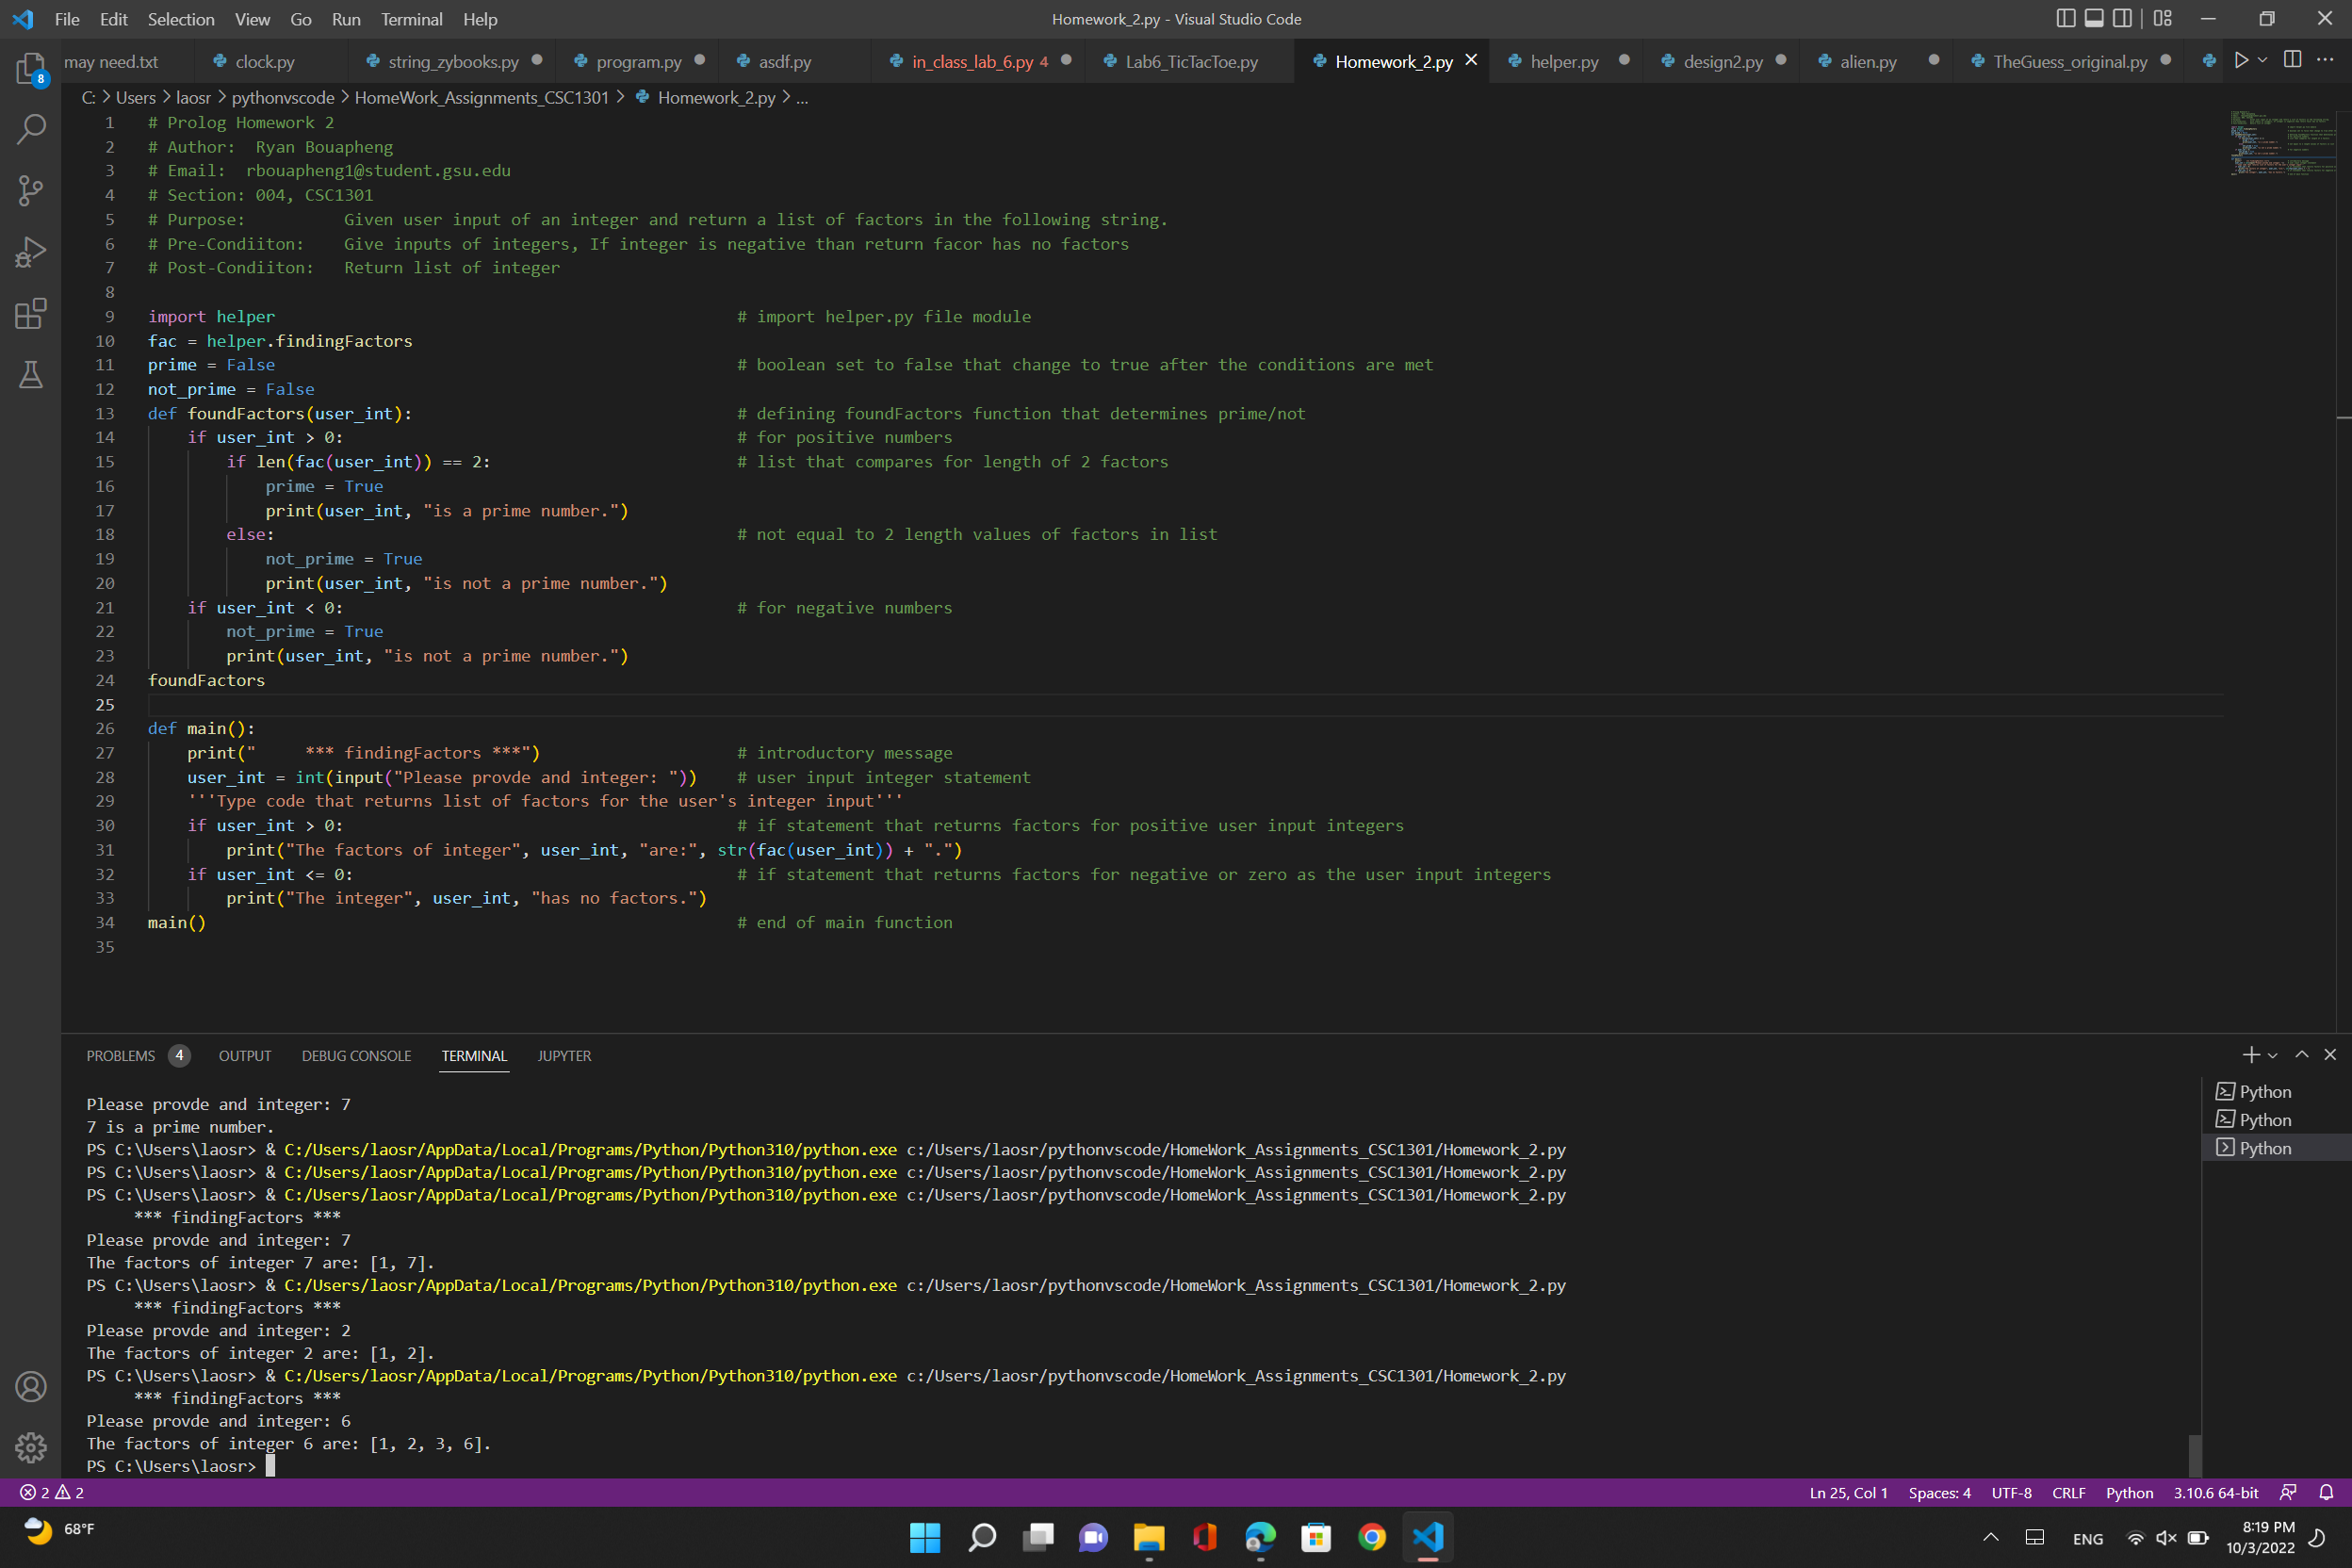 File Edit Selection View Go Run Terminal Help
Homework_2.py - Visual Studio Code
may need.txt clock.py string_zybooks.py program.py asdf.py in_class_lab_6.py 4 Lab6_TicTacToe.py Homework_2.py helper.py design2.py alien.py TheGuess_original.py
8
C: > Users > laosr > pythonvscode > HomeWork_Assignments_CSC1301 > Homework_2.py > ...
1 # Prolog Homework 2
2 # Author:  Ryan Bouapheng
3 # Email:  rbouapheng1@student.gsu.edu
4 # Section: 004, CSC1301
5 # Purpose:          Given user input of an integer and return a list of factors in the following string.
6 # Pre-Condiiton:    Give inputs of integers, If integer is negative than return facor has no factors
7 # Post-Condiiton:   Return list of integer
8
9 import helper # import helper.py file module
10 fac = helper.findingFactors
11 prime = False # boolean set to false that change to true after the conditions are met
12 not_prime = False
13 def foundFactors(user_int): # defining foundFactors function that determines prime/not
14     if user_int > 0: # for positive numbers
15         if len(fac(user_int)) == 2: # list that compares for length of 2 factors
16             prime = True
17             print(user_int, "is a prime number.")
18         else: # not equal to 2 length values of factors in list
19             not_prime = True
20             print(user_int, "is not a prime number.")
21     if user_int < 0: # for negative numbers
22         not_prime = True
23         print(user_int, "is not a prime number.")
24 foundFactors
25
26 def main():
27     print("     *** findingFactors ***") # introductory message
28     user_int = int(input("Please provde and integer: ")) # user input integer statement
29     '''Type code that returns list of factors for the user's integer input'''
30     if user_int > 0: # if statement that returns factors for positive user input integers
31         print("The factors of integer", user_int, "are:", str(fac(user_int)) + ".")
32     if user_int <= 0: # if statement that returns factors for negative or zero as the user input integers
33         print("The integer", user_int, "has no factors.")
34 main() # end of main function
35
PROBLEMS 4 OUTPUT DEBUG CONSOLE TERMINAL JUPYTER
Please provde and integer: 7
7 is a prime number.
PS C:\Users\laosr> & C:/Users/laosr/AppData/Local/Programs/Python/Python310/python.exe c:/Users/laosr/pythonvscode/HomeWork_Assignments_CSC1301/Homework_2.py
PS C:\Users\laosr> & C:/Users/laosr/AppData/Local/Programs/Python/Python310/python.exe c:/Users/laosr/pythonvscode/HomeWork_Assignments_CSC1301/Homework_2.py
PS C:\Users\laosr> & C:/Users/laosr/AppData/Local/Programs/Python/Python310/python.exe c:/Users/laosr/pythonvscode/HomeWork_Assignments_CSC1301/Homework_2.py
     *** findingFactors ***
Please provde and integer: 7
The factors of integer 7 are: [1, 7].
PS C:\Users\laosr> & C:/Users/laosr/AppData/Local/Programs/Python/Python310/python.exe c:/Users/laosr/pythonvscode/HomeWork_Assignments_CSC1301/Homework_2.py
     *** findingFactors ***
Please provde and integer: 2
The factors of integer 2 are: [1, 2].
PS C:\Users\laosr> & C:/Users/laosr/AppData/Local/Programs/Python/Python310/python.exe c:/Users/laosr/pythonvscode/HomeWork_Assignments_CSC1301/Homework_2.py
     *** findingFactors ***
Please provde and integer: 6
The factors of integer 6 are: [1, 2, 3, 6].
PS C:\Users\laosr>
Python
Python
Python
2 2 Ln 25, Col 1 Spaces: 4 UTF-8 CRLF Python 3.10.6 64-bit
68°F
ENG
8:19 PM
10/3/2022